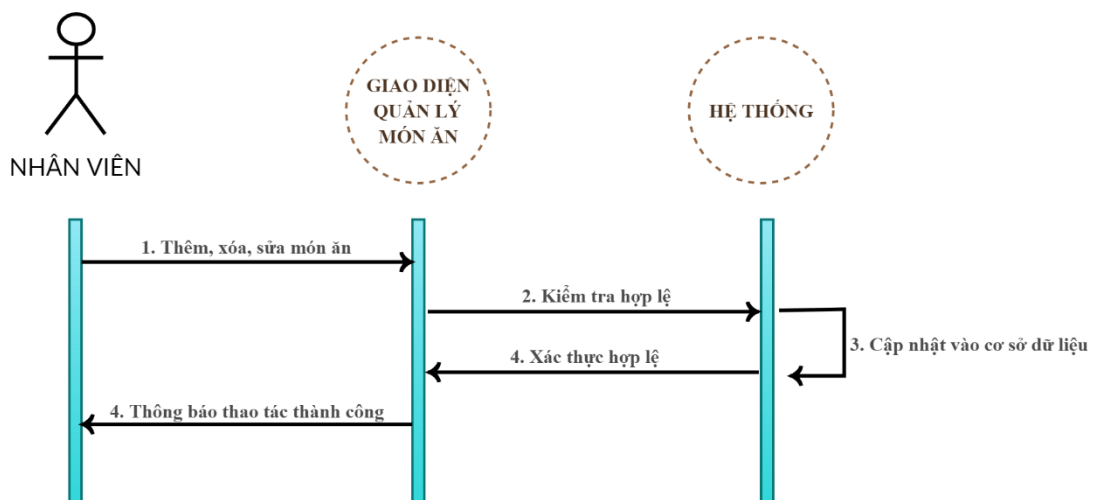 GIAO DIỆN
QUẢN LÝ
MÓN ĂN
HỆ THỐNG
NHÂN VIÊN
1. Thêm, xóa, sửa món ăn
2. Kiểm tra hợp lệ
3. Cập nhật vào cơ sở dữ liệu
4. Xác thực hợp lệ
4. Thông báo thao tác thành công